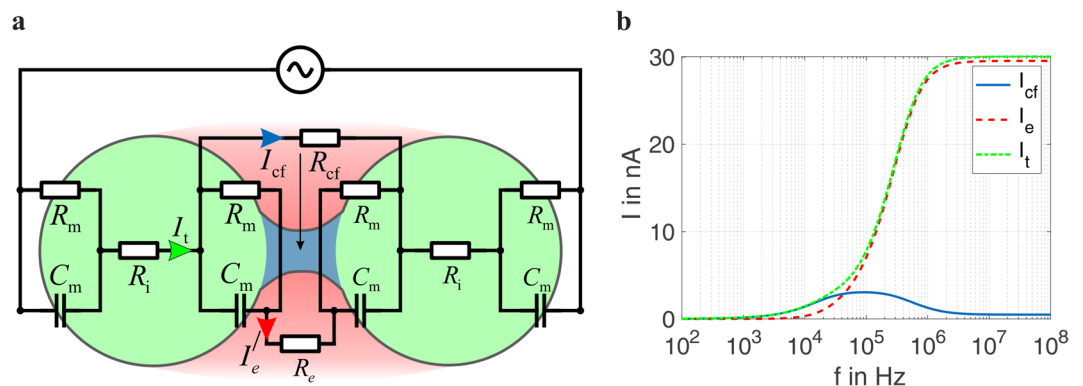 a
I_cf
R_cf
R_m
R_m
R_m
R_m
I_t
R_i
R_i
C_m
C_m
C_m
C_m
I_e
R_e
b
30
20
10
0
I in nA
I_cf
I_e
I_t
10^2
10^3
10^4
10^5
10^6
10^7
10^8
f in Hz